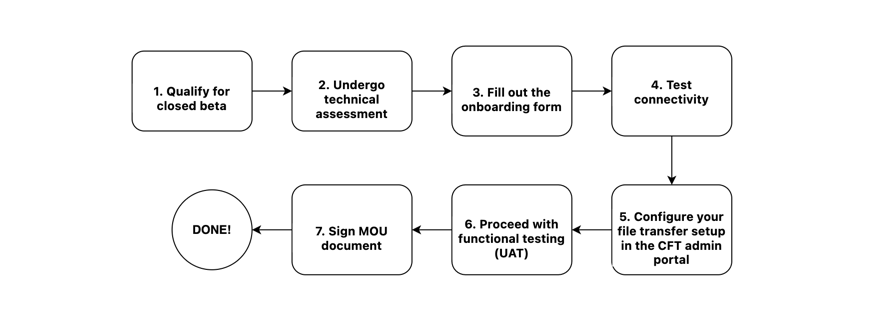 1. Qualify for
closed beta
2. Undergo
technical
assessment
3. Fill out the
onboarding form
4. Test
connectivity
5. Configure your
file transfer setup
in the CFT admin
portal
6. Proceed with
functional testing
(UAT)
7. Sign MOU
document
DONE!